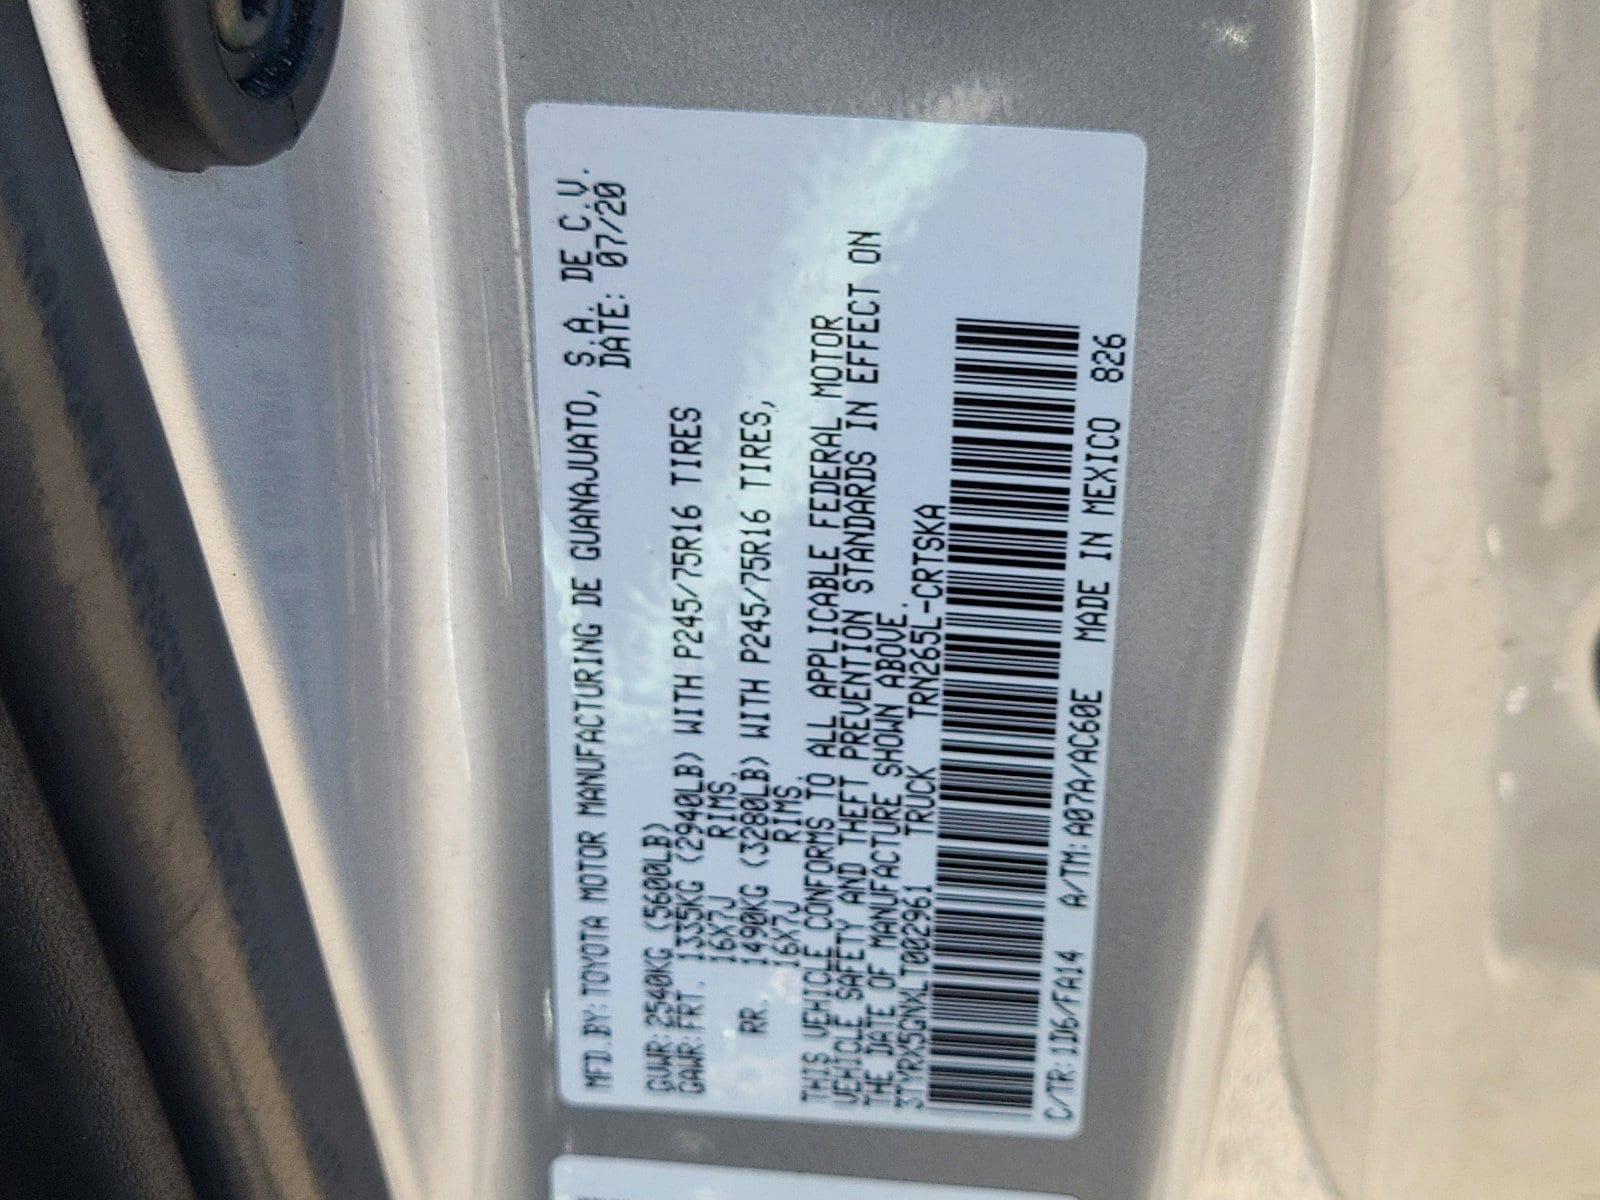 MFD.BY:TOYOTA MOTOR MANUFACTURING DE GUANAJUATO, S.A. DE C.V.
DATE: 07/20
GVWR:2540KG (5600LB)
GAWR:FRT. 1335KG (2940LB) WITH P245/75R16 TIRES
16X7J RIMS,
RR. 1490KG (3280LB) WITH P245/75R16 TIRES,
16X7J RIMS.
THIS VEHICLE CONFORMS TO ALL APPLICABLE FEDERAL MOTOR
VEHICLE SAFETY AND THEFT PREVENTION STANDARDS IN EFFECT ON
THE DATE OF MANUFACTURE SHOWN ABOVE.
3TYRX5GNXLT002961 TRUCK TRN265L-CRTSKA
C/TR:1D6/FA14 A/TM:A07A/AC60E MADE IN MEXICO 826